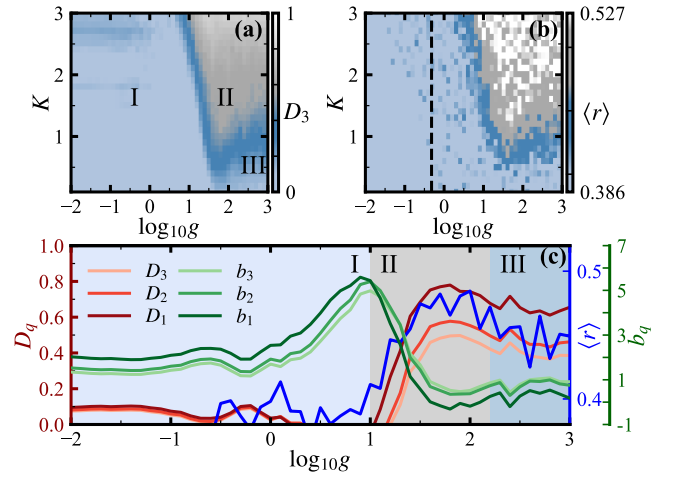 3
2
1
K
(a)
I
II
III
−2
−1
0
1
2
3
log₁₀g
1
D₃
0
3
2
1
K
(b)
−2
−1
0
1
2
3
log₁₀g
0.527
⟨r⟩
0.386
1.0
0.8
0.6
0.4
0.2
0.0
D_q
D₃
D₂
D₁
b₃
b₂
b₁
I
II
III
(c)
−2
−1
0
1
2
3
log₁₀g
0.5
0.4
⟨r⟩
7
5
3
1
-1
b_q